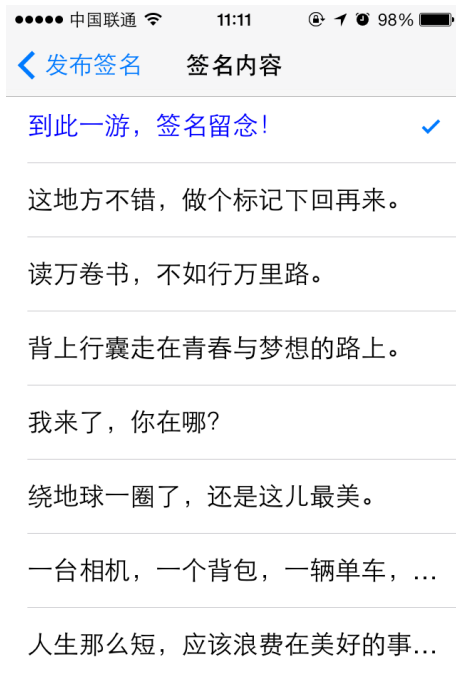 中国联通 11:11 98%
发布签名 签名内容
到此一游，签名留念！
这地方不错，做个标记下回再来。
读万卷书，不如行万里路。
背上行囊走在青春与梦想的路上。
我来了，你在哪？
绕地球一圈了，还是这儿最美。
一台相机，一个背包，一辆单车，...
人生那么短，应该浪费在美好的事...